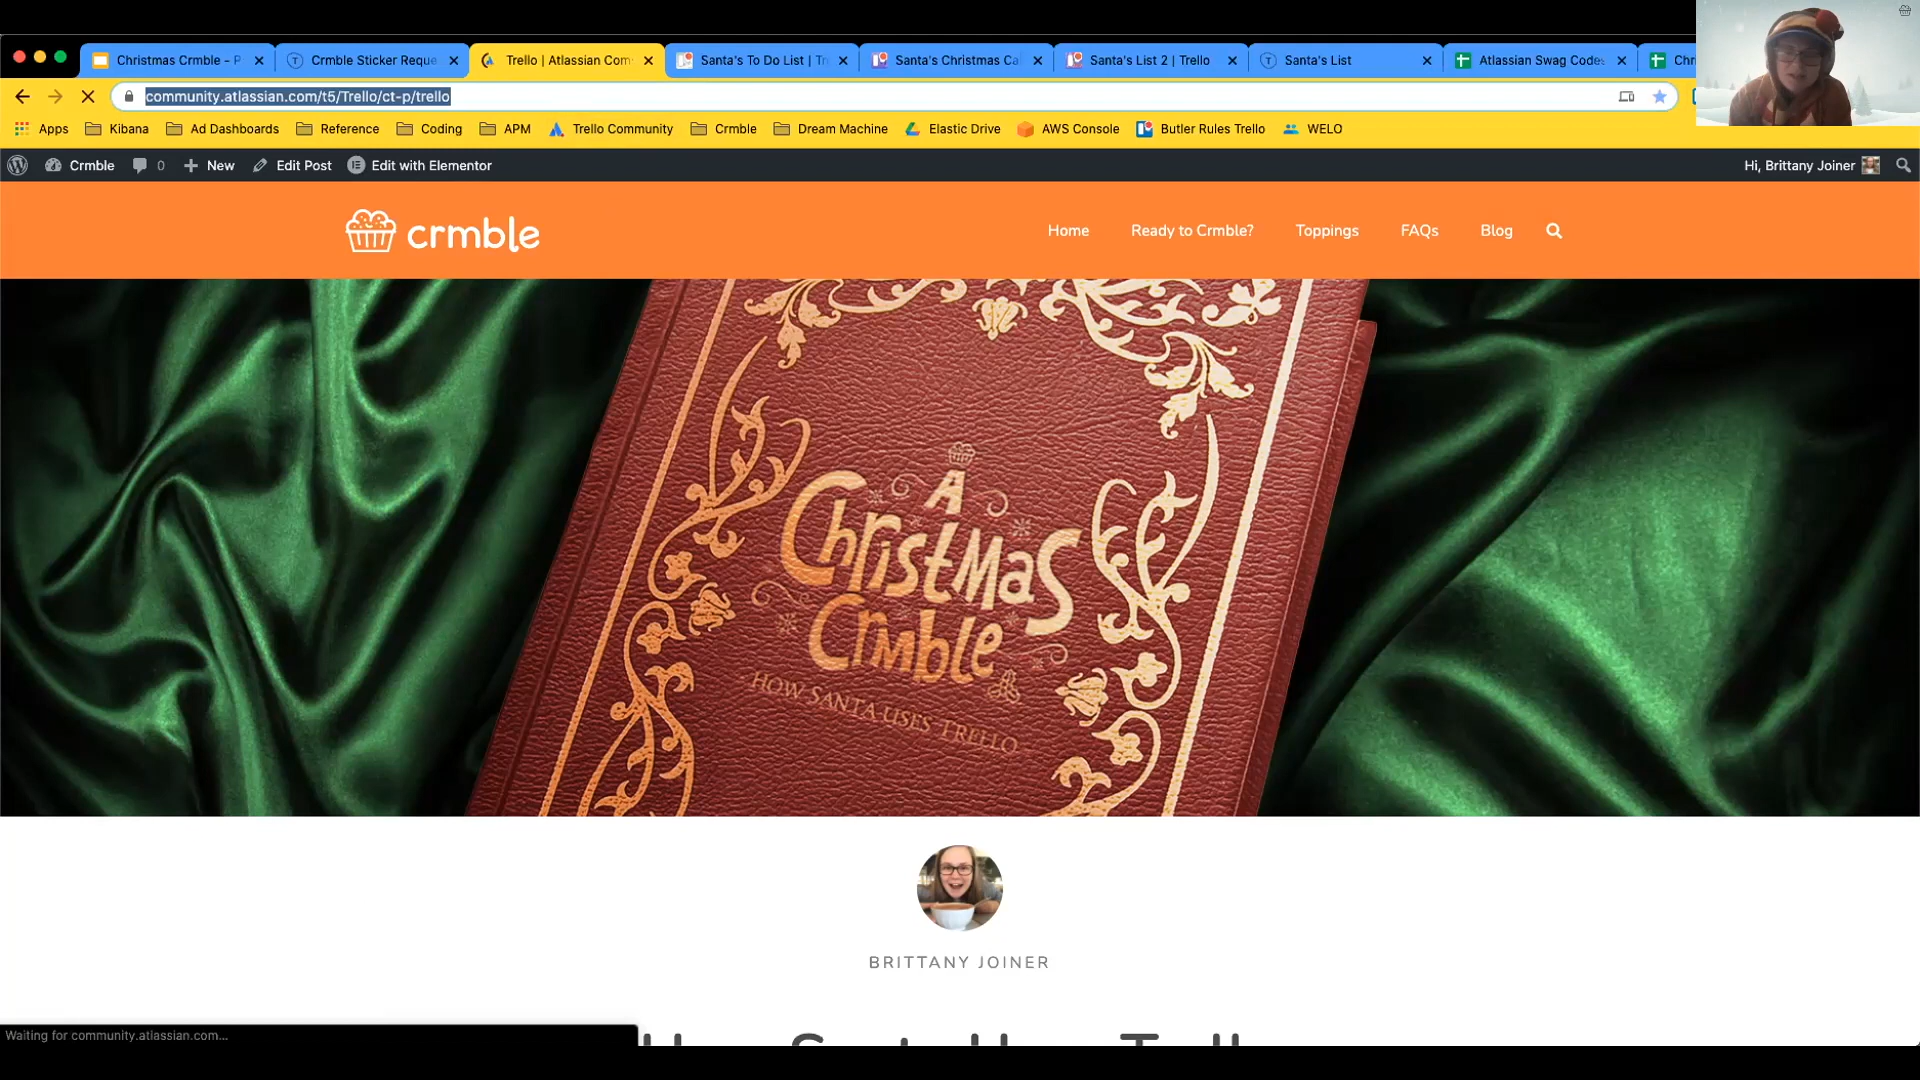 Christmas Crmble - P
Crmble Sticker Reque
Trello | Atlassian Com
Santa's To Do List | Tr
Santa's Christmas Ca
Santa's List 2 | Trello
Santa's List
Atlassian Swag Codes
Chri
community.atlassian.com/t5/Trello/ct-p/trello
Apps
Kibana
Ad Dashboards
Reference
Coding
APM
Trello Community
Crmble
Dream Machine
Elastic Drive
AWS Console
Butler Rules Trello
WELO
Crmble
0
New
Edit Post
Edit with Elementor
Hi, Brittany Joiner
crmble
Home
Ready to Crmble?
Toppings
FAQs
Blog
A
Christmas
Crmble
HOW SANTA USES TRELLO
BRITTANY JOINER
Waiting for community.atlassian.com...